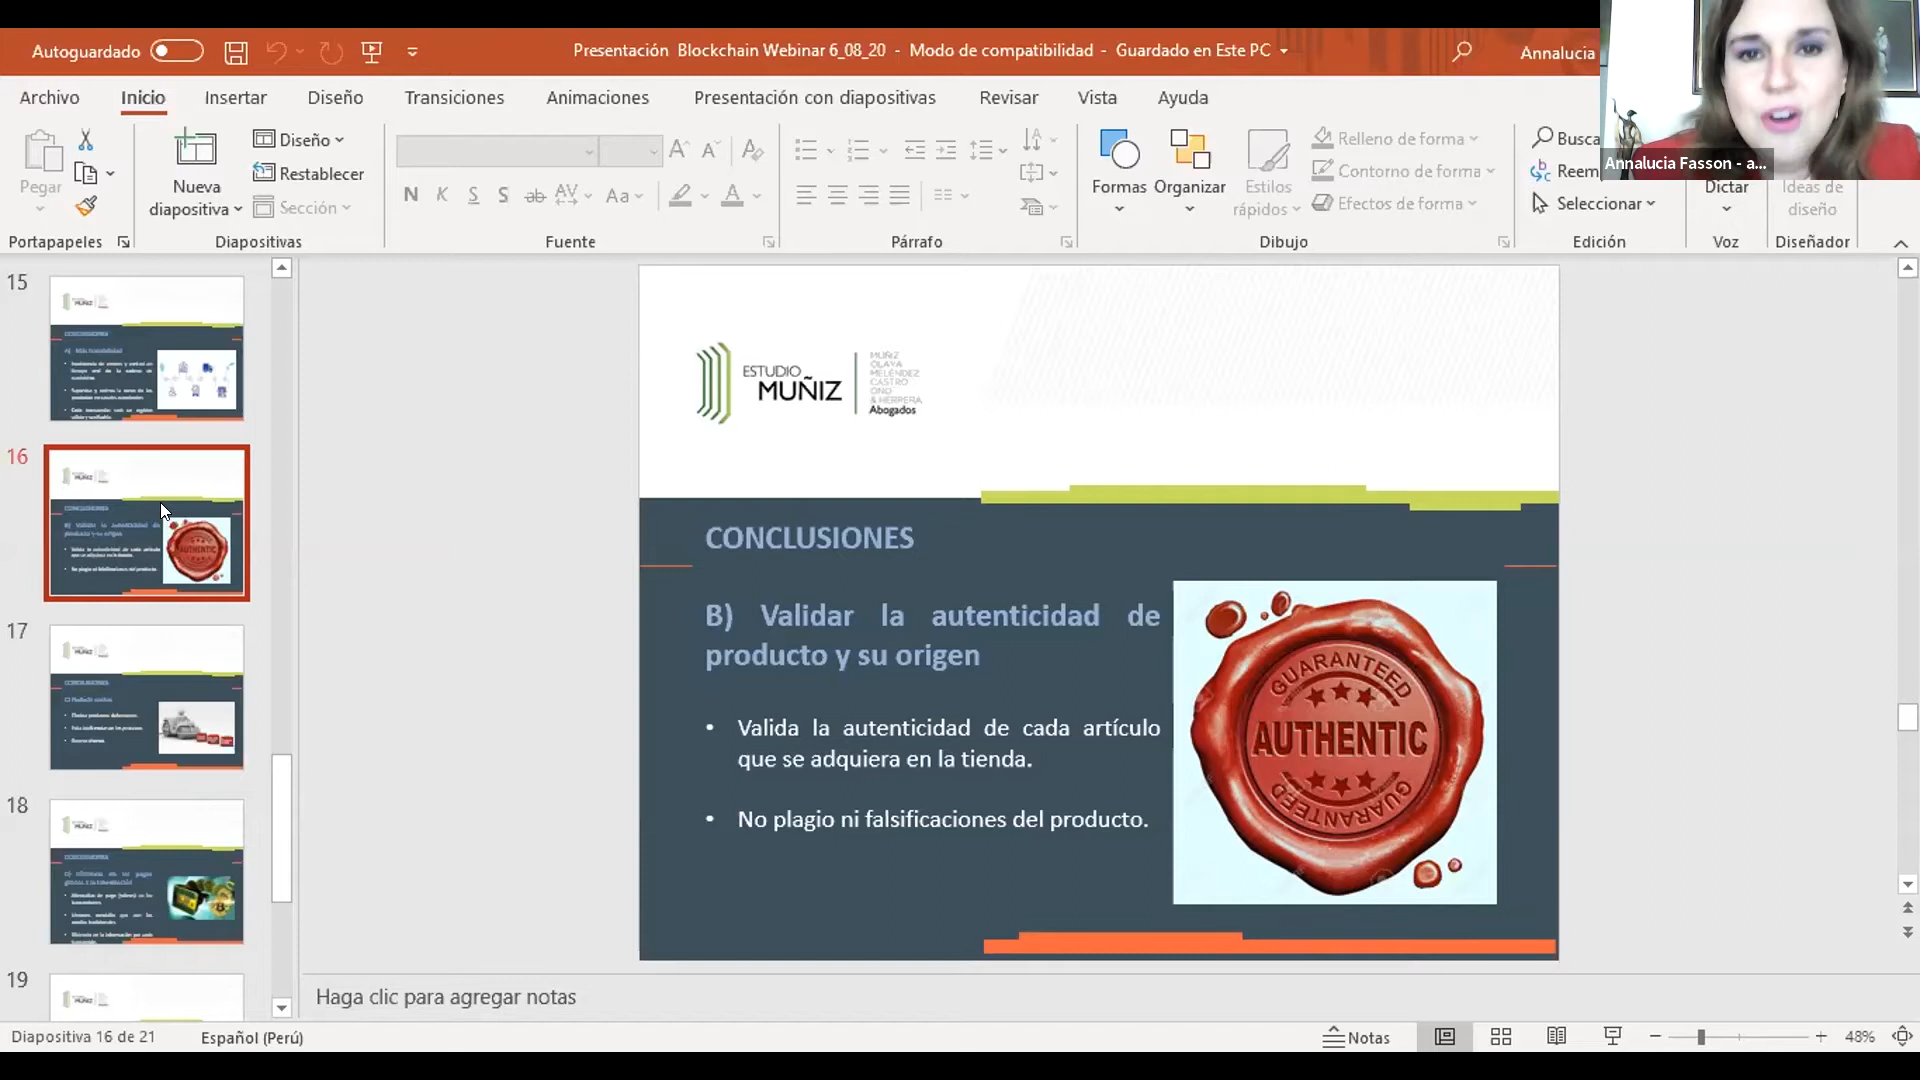 Autoguardado
Presentación Blockchain Webinar 6_08_20 - Modo de compatibilidad - Guardado en Este PC
Annalucia
Archivo Inicio Insertar Diseño Transiciones Animaciones Presentación con diapositivas Revisar Vista Ayuda
Annalucia Fasson - a...
Pegar
Nueva diapositiva
Diseño
Restablecer
Sección
N K S S ab AV Aa A
Formas
Organizar
Estilos rápidos
Relleno de forma
Contorno de forma
Efectos de forma
Busca
Reem
Seleccionar
Dictar
Ideas de diseño
Portapapeles Diapositivas Fuente Párrafo Dibujo Edición Voz Diseñador
15
16
17
18
19
ESTUDIO
MUÑIZ
MUÑIZ
OLAYA
MELÉNDEZ
CASTRO
ONO
& HERRERA
Abogados
CONCLUSIONES
B) Validar la autenticidad de
producto y su origen
• Valida la autenticidad de cada artículo
que se adquiera en la tienda.
• No plagio ni falsificaciones del producto.
GUARANTEED
AUTHENTIC
GUARANTEED
Haga clic para agregar notas
Diapositiva 16 de 21 Español (Perú) Notas 48%